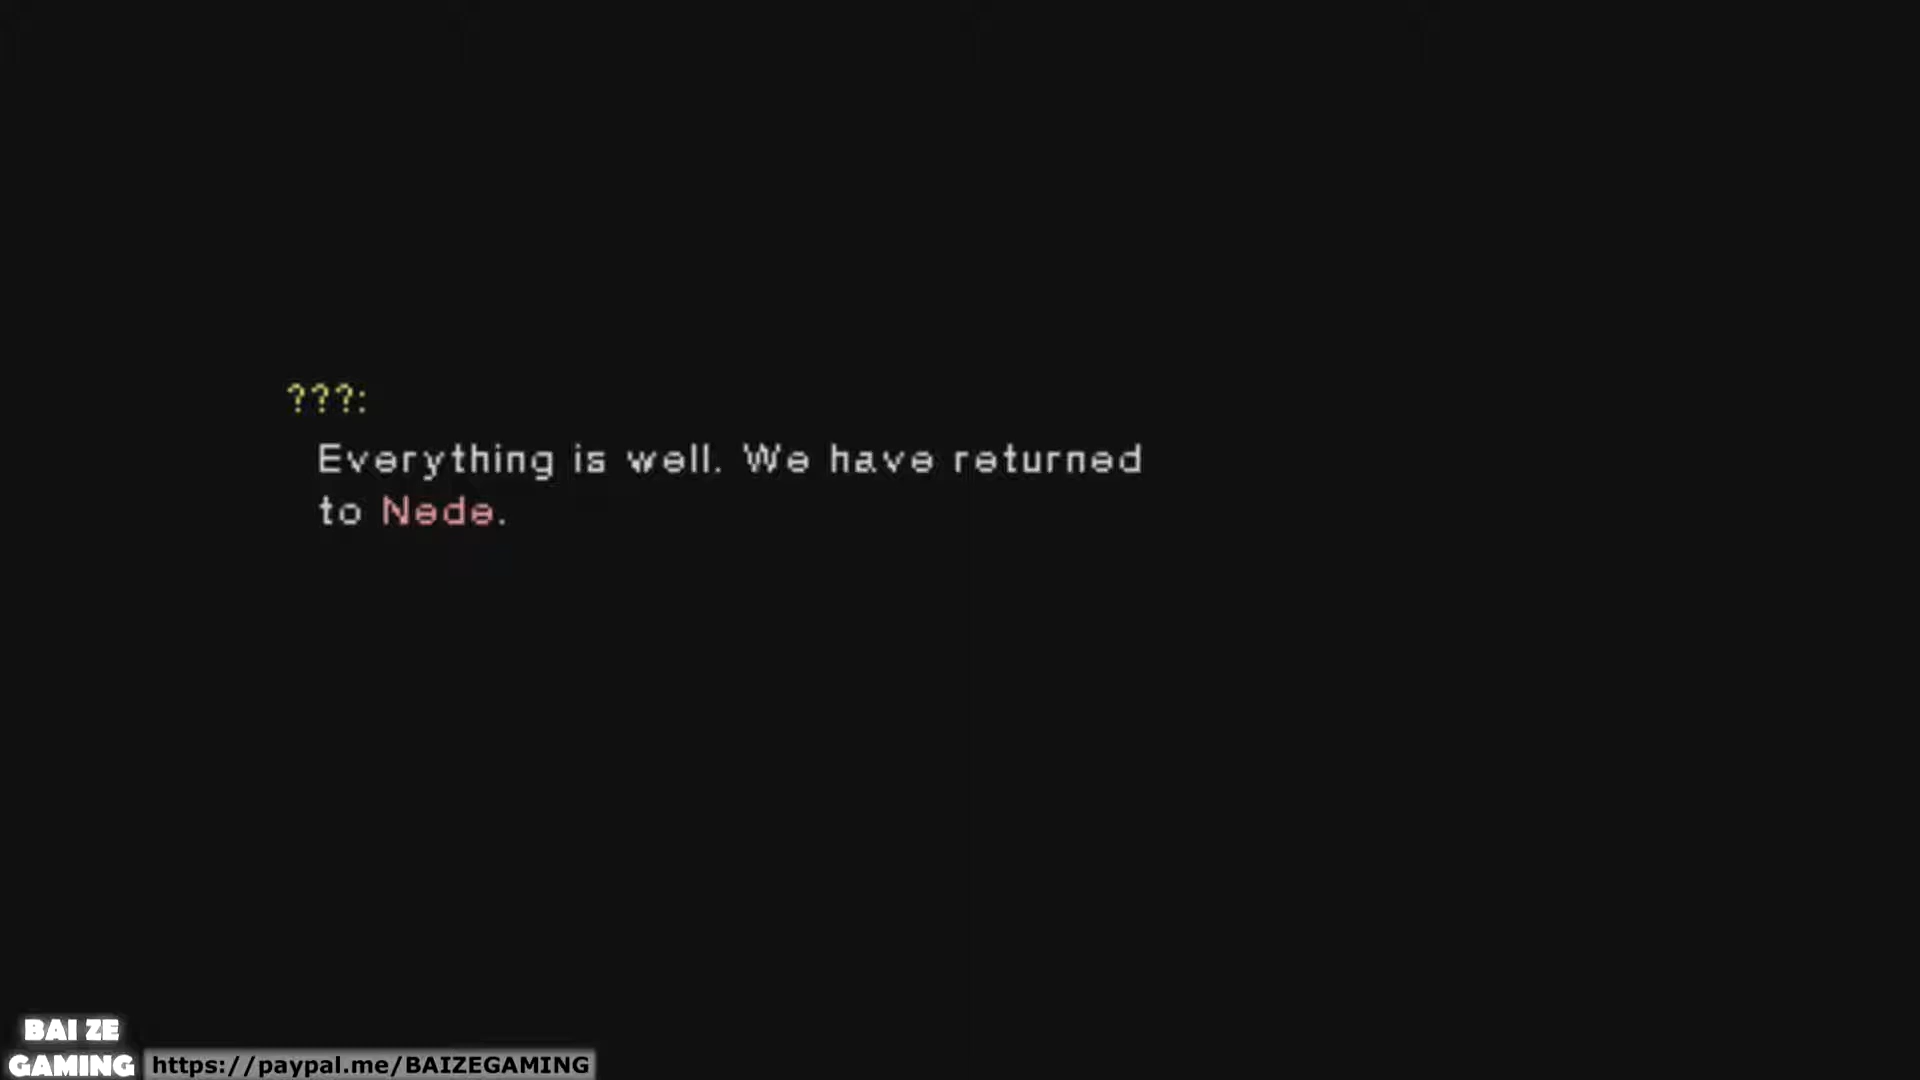 ???:
Everything is well. We have returned
to Nede.
BAI ZE
GAMING
https://paypal.me/BAIZEGAMING